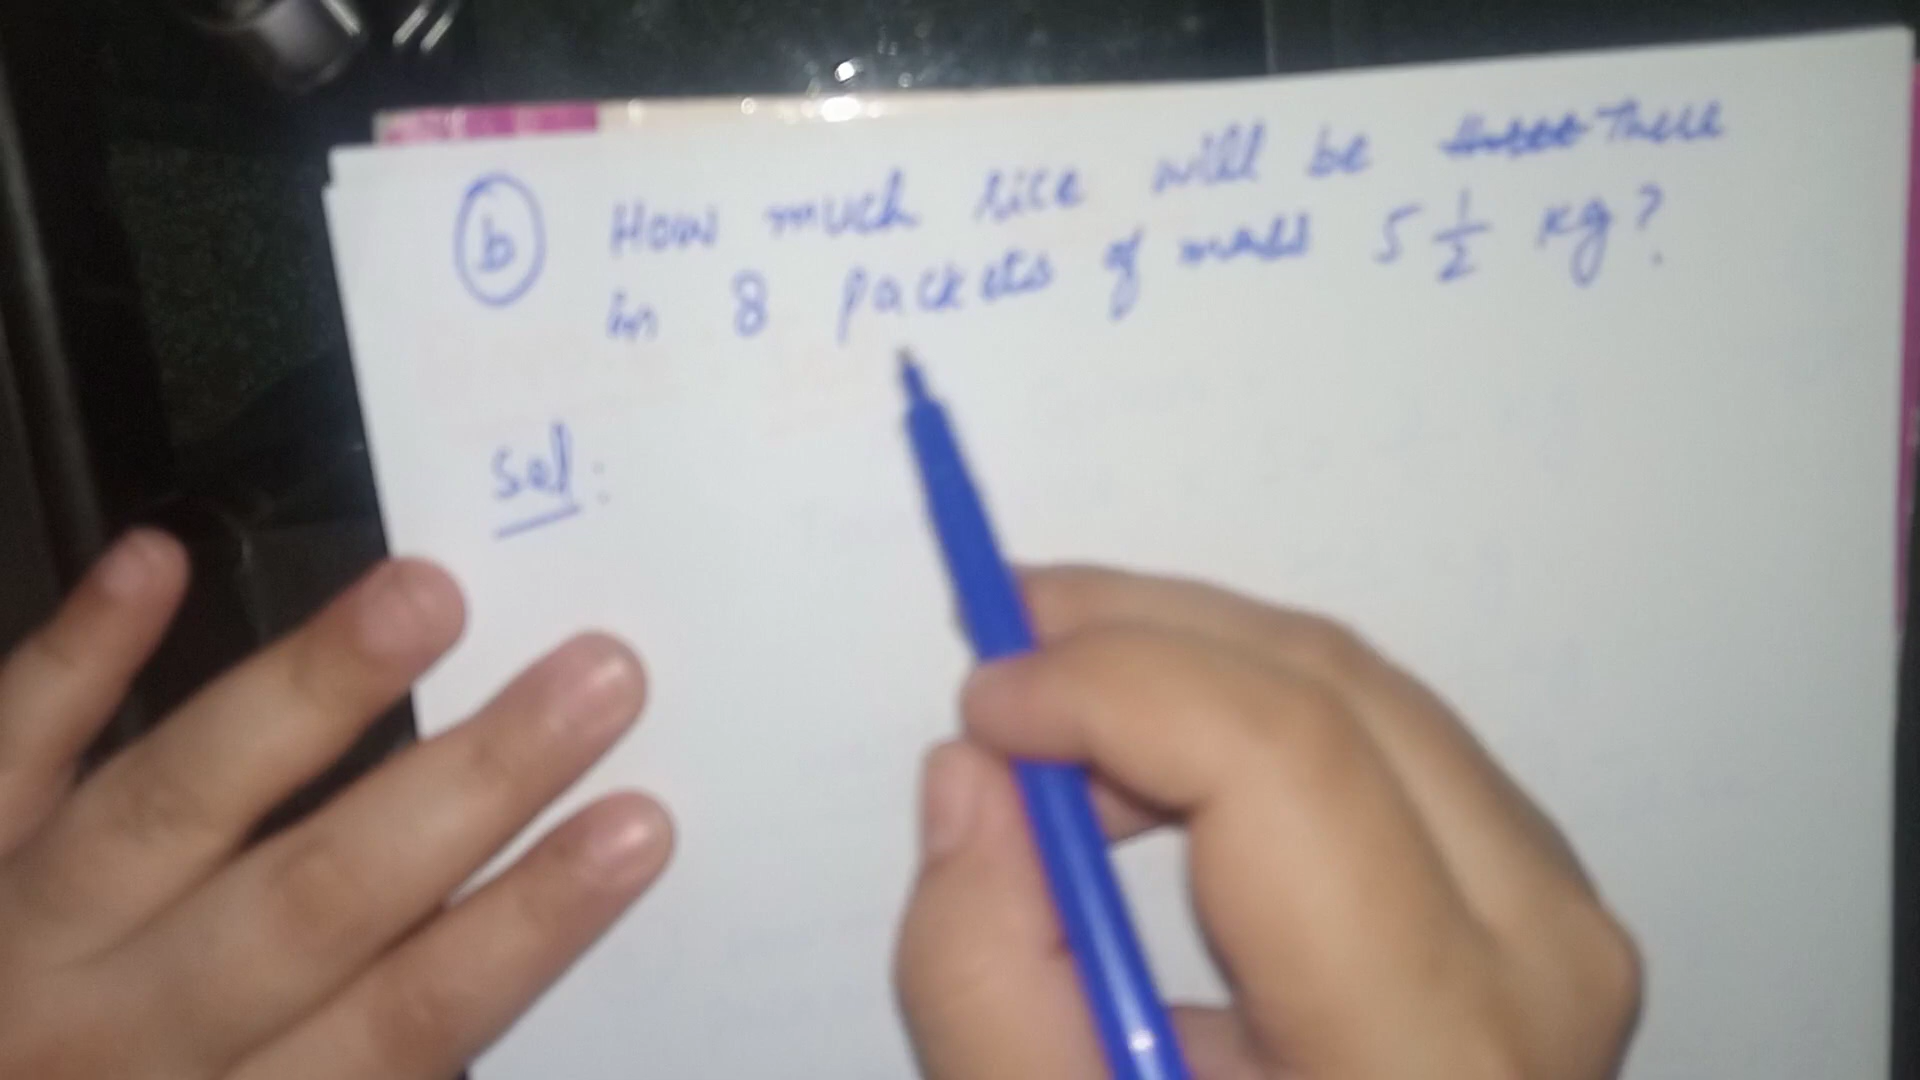 (b) How much rice will be There
in 8 packets of mass 5 1/2 kg?
Sol: